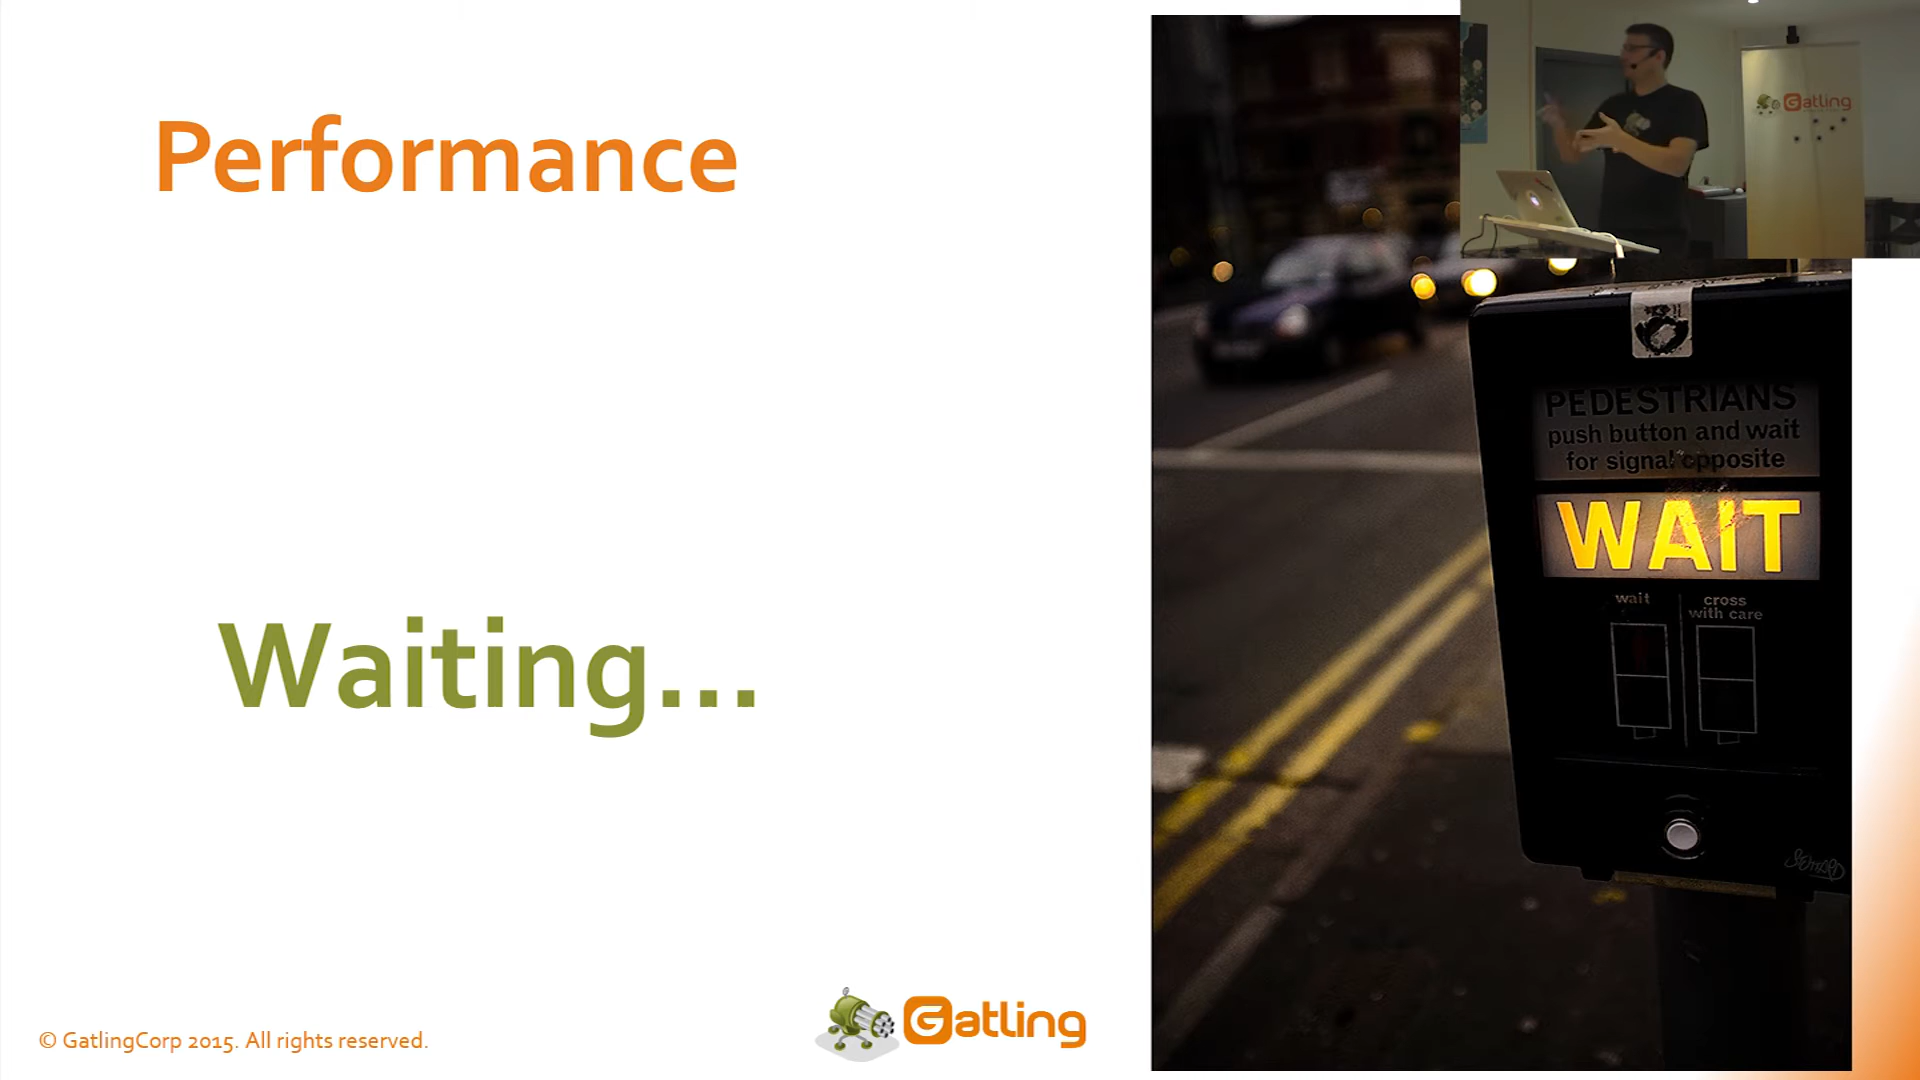 Performance
Gatling
PEDESTRIANS
push button and wait
for signal opposite
WAIT
wait
cross
with care
Waiting...
Gatling
© GatlingCorp 2015. All rights reserved.